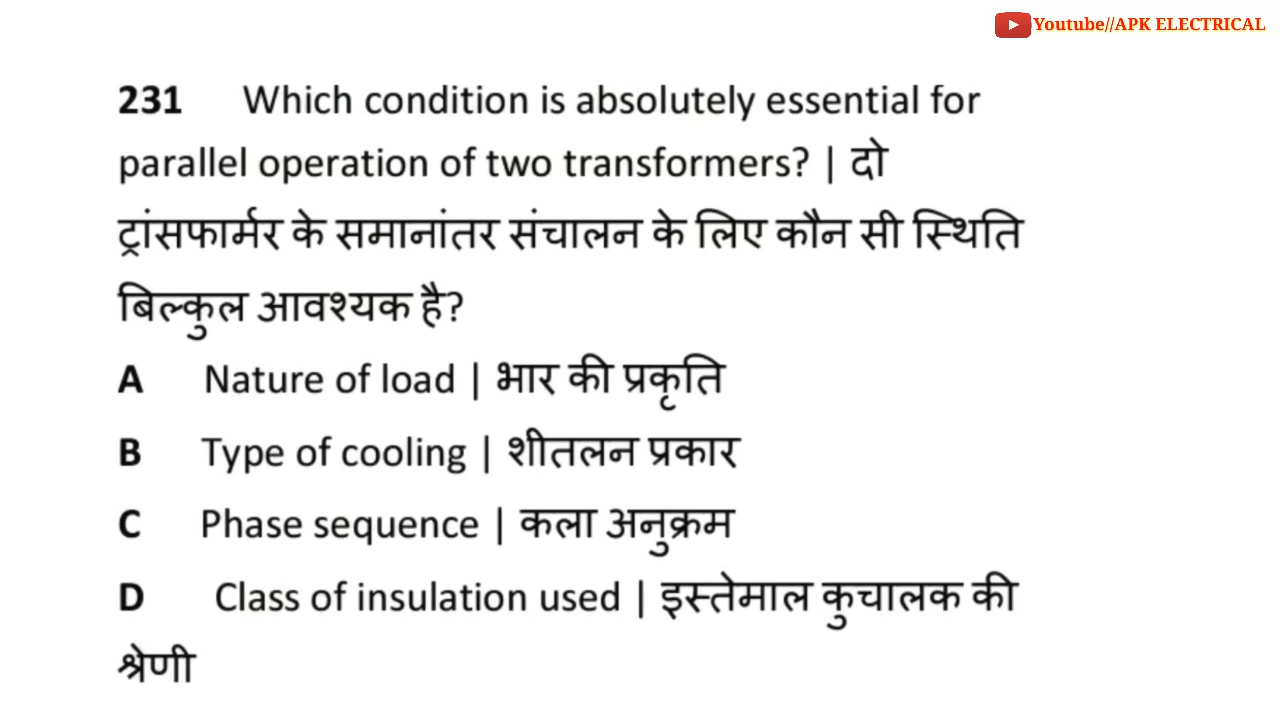 Youtube//APK ELECTRICAL
231 Which condition is absolutely essential for
parallel operation of two transformers? | दो
ट्रांसफार्मर के समानांतर संचालन के लिए कौन सी स्थिति
बिल्कुल आवश्यक है?
A Nature of load | भार की प्रकृति
B Type of cooling | शीतलन प्रकार
C Phase sequence | कला अनुक्रम
D Class of insulation used | इस्तेमाल कुचालक की
श्रेणी